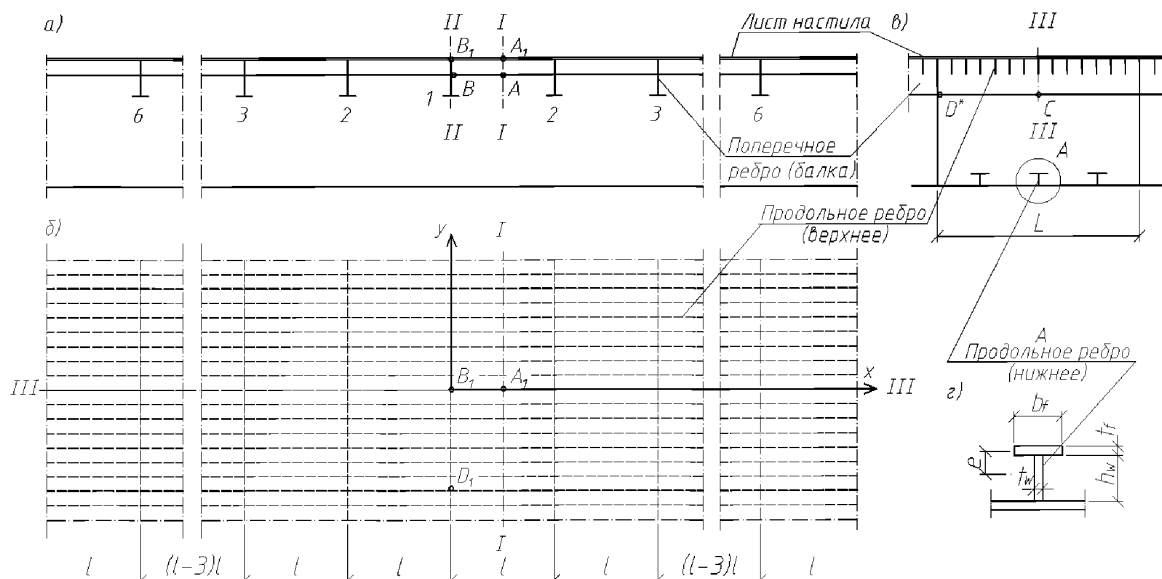 а)
II
I
Лист настила
в)
III
B₁
A₁
6
3
2
1
B
A
2
3
6
D*
C
II
I
III
Поперечное
ребро (балка)
A
б)
y
I
Продольное ребро
(верхнее)
L
III
B₁
A₁
x
III
A
Продольное ребро
(нижнее)
г)
bf
tf
e
tw
hw
D₁
I
l
(l-3)l
l
l
l
l
(l-3)l
l